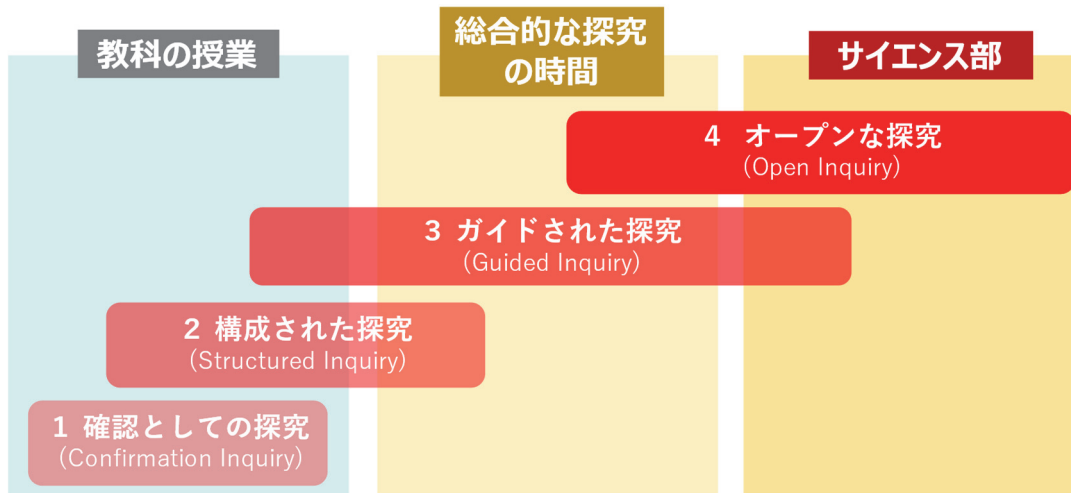 教科の授業
総合的な探究
の時間
サイエンス部
4 オープンな探究
(Open Inquiry)
3 ガイドされた探究
(Guided Inquiry)
2 構成された探究
(Structured Inquiry)
1 確認としての探究
(Confirmation Inquiry)